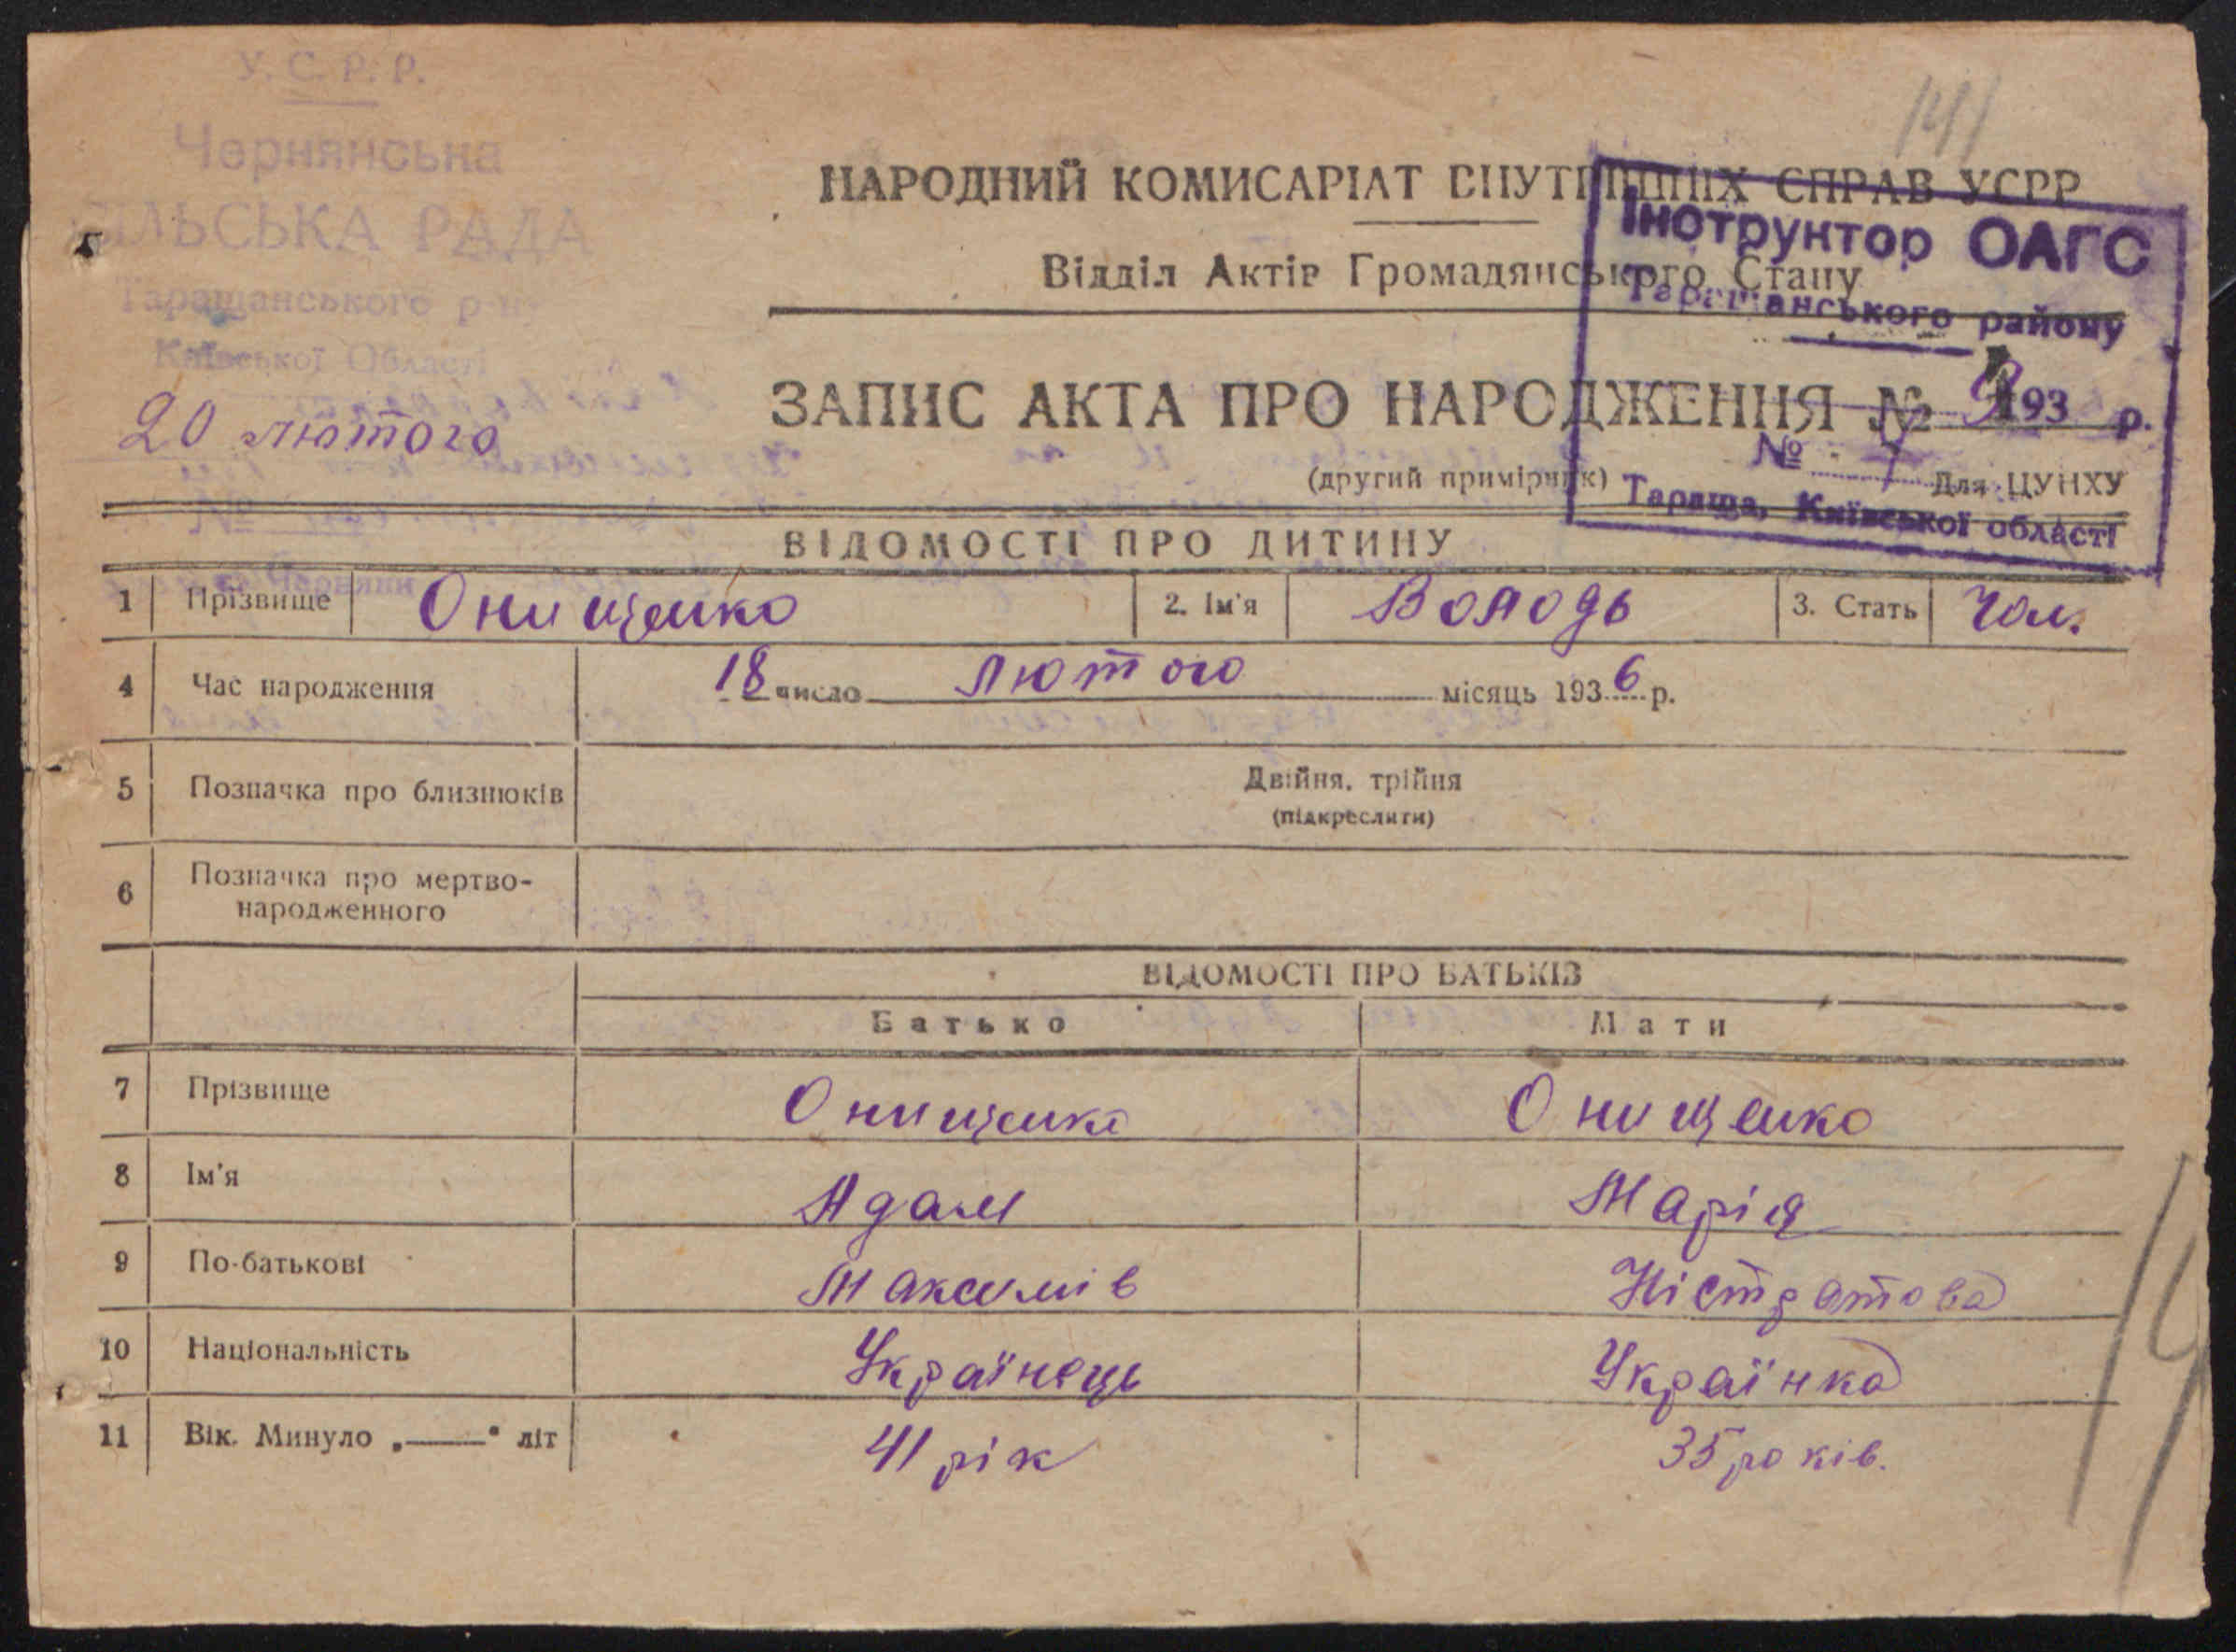 У. С. Р. Р.
Чернянська
СІЛЬСЬКА РАДА
Таращанського р-ну
Київської Області
20 лютого
141
НАРОДНИЙ КОМИСАРІАТ ВНУТРІШНІХ СПРАВ УСРР
Відділ Актів Громадянського Стану
ЗАПИС АКТА ПРО НАРОДЖЕННЯ № 9
(другий примірник)
Для ЦУНХУ
Інструктор ОАГС
Таращанського району
193 р.
№
Тараща, Київської області
ВІДОМОСТІ ПРО ДИТИНУ
1 Прізвище Онищенко 2. Ім'я Володь 3. Стать Чол.
4 Час народження 18 число лютого місяць 1936 р.
5 Позначка про близнюків Двійня, трійня
(підкреслити)
6 Позначка про мертво-
народженного
ВІДОМОСТІ ПРО БАТЬКІВ
Батько Мати
7 Прізвище Онищенко Онищенко
8 Ім'я Адам Марія
9 По-батькові Максимів Ністратова
10 Національність Українець Українка
11 Вік. Минуло „——" літ 41 рік 35 років.
14